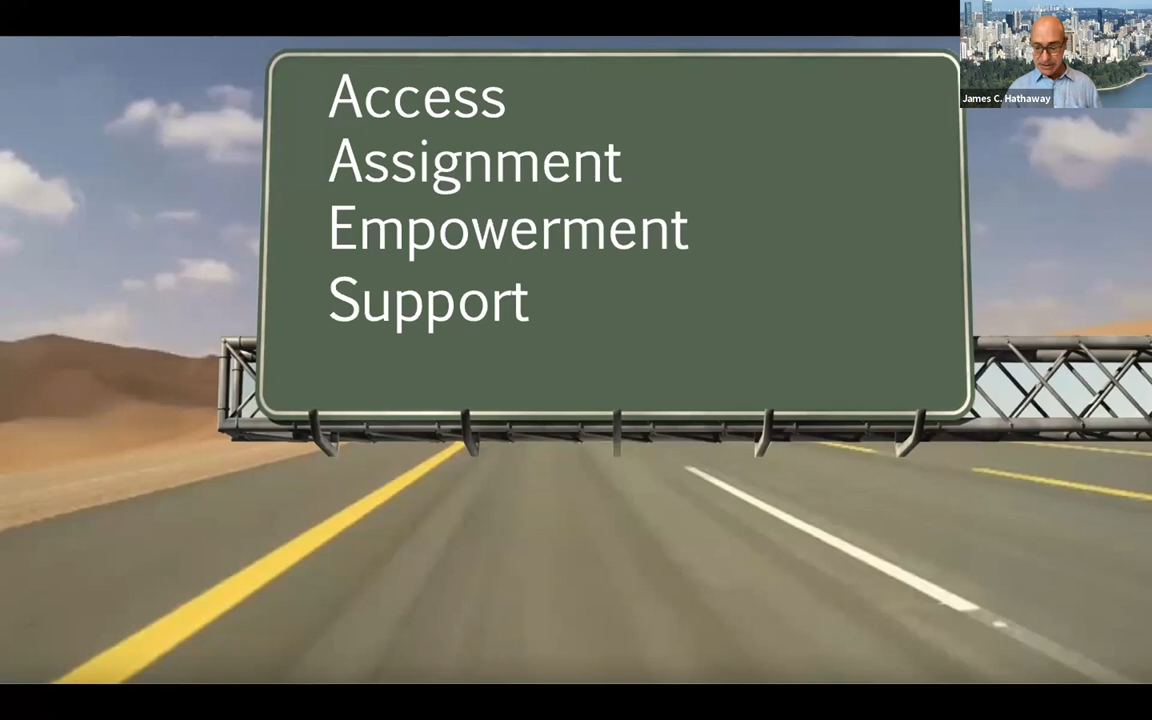 Access
Assignment
Empowerment
Support
James C. Hathaway